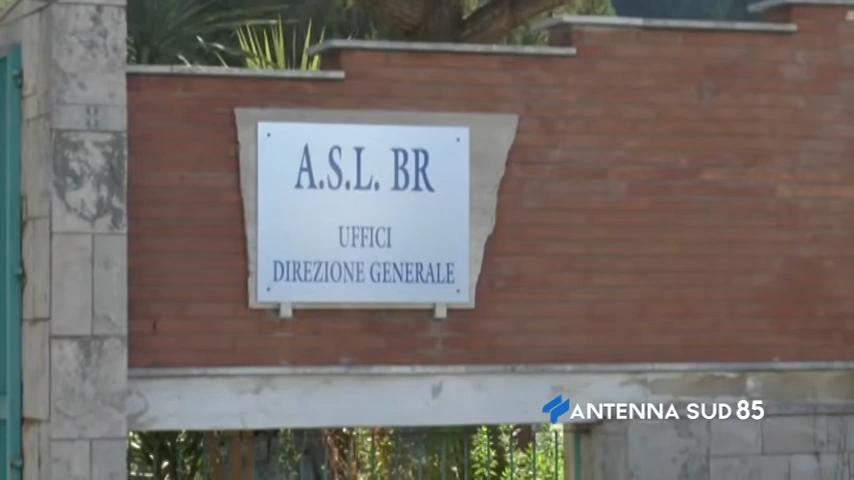 A.S.L. BR
UFFICI
DIREZIONE GENERALE
ANTENNA SUD 85